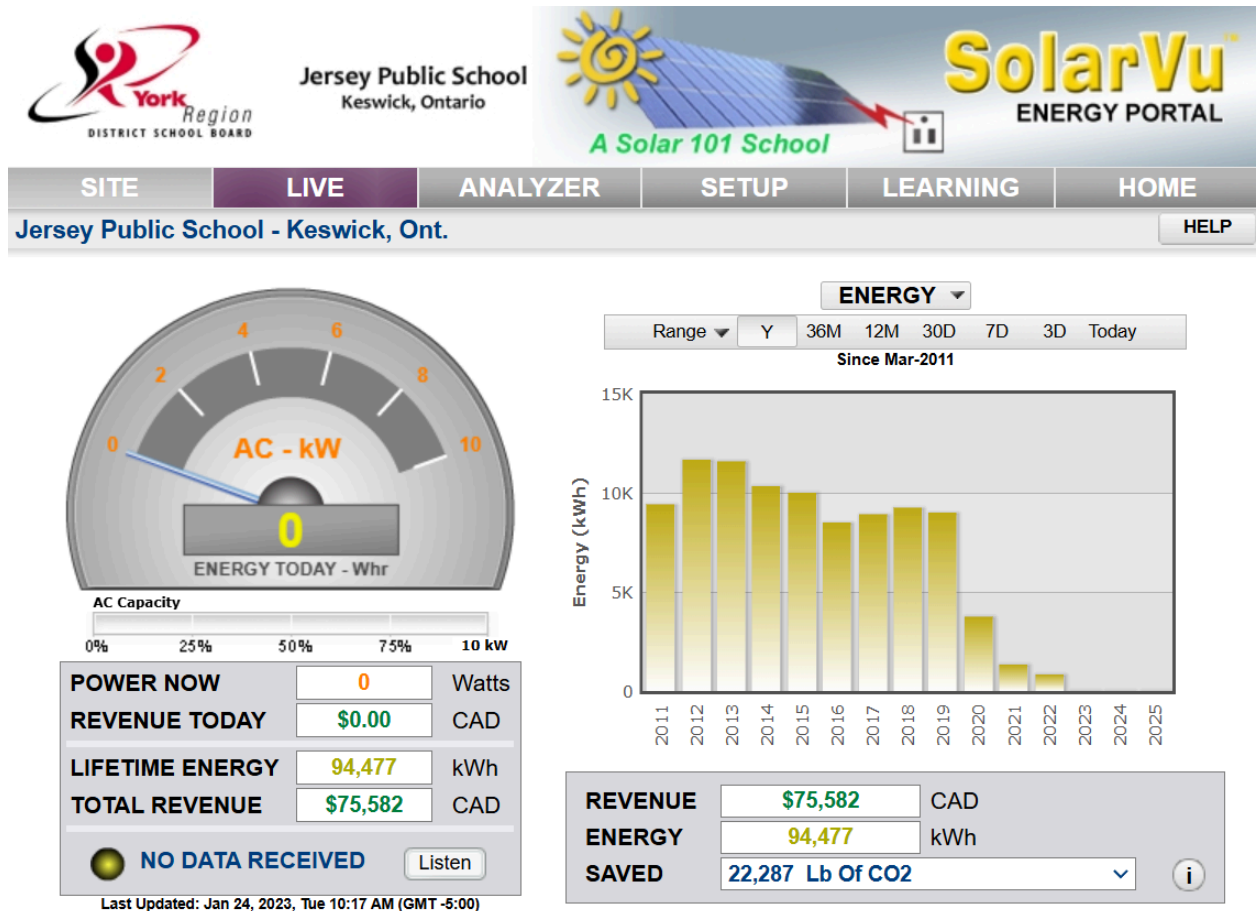 York Region
DISTRICT SCHOOL BOARD
Jersey Public School
Keswick, Ontario
A Solar 101 School
SolarVu™
ENERGY PORTAL
SITE LIVE ANALYZER SETUP LEARNING HOME
Jersey Public School - Keswick, Ont.
HELP
0 2 4 6 8 10
AC - kW
0
ENERGY TODAY - Whr
AC Capacity
0% 25% 50% 75% 10 kW
POWER NOW 0 Watts
REVENUE TODAY $0.00 CAD
LIFETIME ENERGY 94,477 kWh
TOTAL REVENUE $75,582 CAD
NO DATA RECEIVED Listen
Last Updated: Jan 24, 2023, Tue 10:17 AM (GMT -5:00)
ENERGY
Range Y 36M 12M 30D 7D 3D Today
Since Mar-2011
Energy (kWh)
15K
10K
5K
0
2011 2012 2013 2014 2015 2016 2017 2018 2019 2020 2021 2022 2023 2024 2025
REVENUE $75,582 CAD
ENERGY 94,477 kWh
SAVED 22,287 Lb Of CO2 i